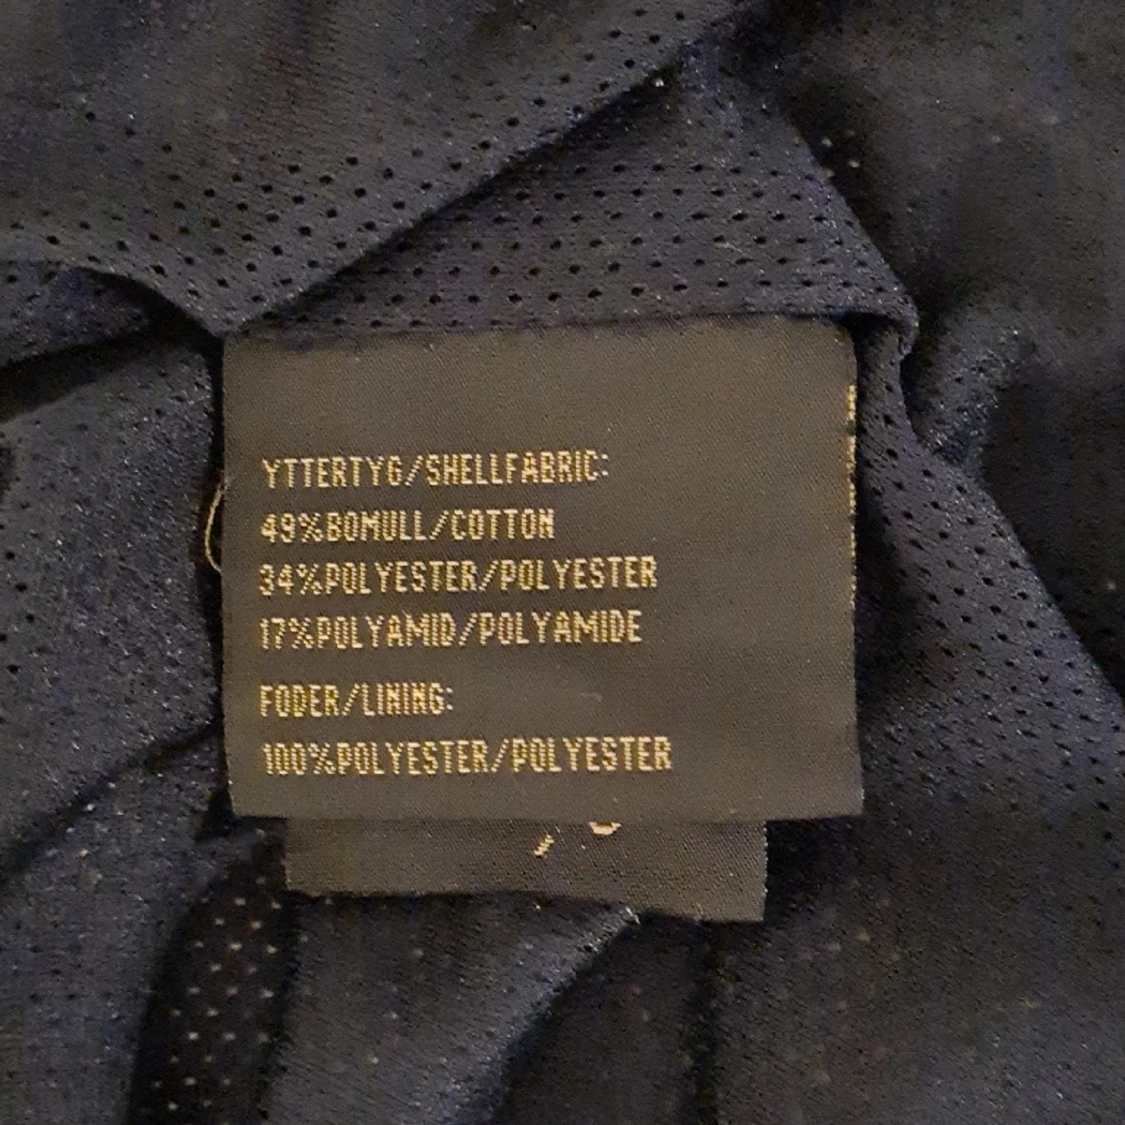 YTTERTYG/SHELLFABRIC:
49%BOMULL/COTTON
34%POLYESTER/POLYESTER
17%POLYAMID/POLYAMIDE
FODER/LINING:
100%POLYESTER/POLYESTER